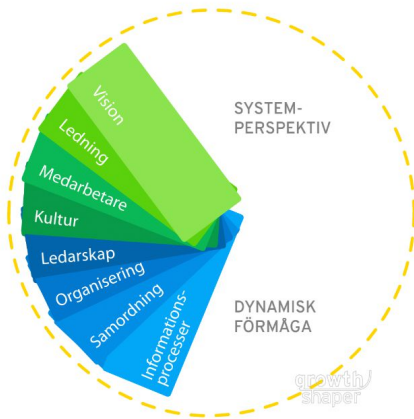 Vision
Ledning
Medarbetare
Kultur
Ledarskap
Organisering
Samordning
Informations-
processer
SYSTEM-
PERSPEKTIV
DYNAMISK
FÖRMÅGA
growth
shaper